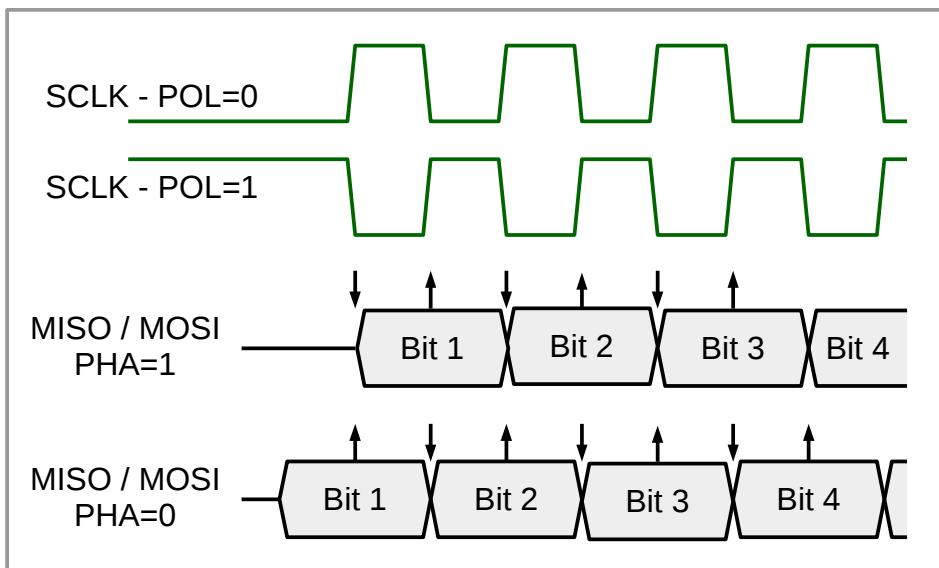 SCLK - POL=0
SCLK - POL=1
MISO / MOSI
PHA=1
Bit 1
Bit 2
Bit 3
Bit 4
MISO / MOSI
PHA=0
Bit 1
Bit 2
Bit 3
Bit 4